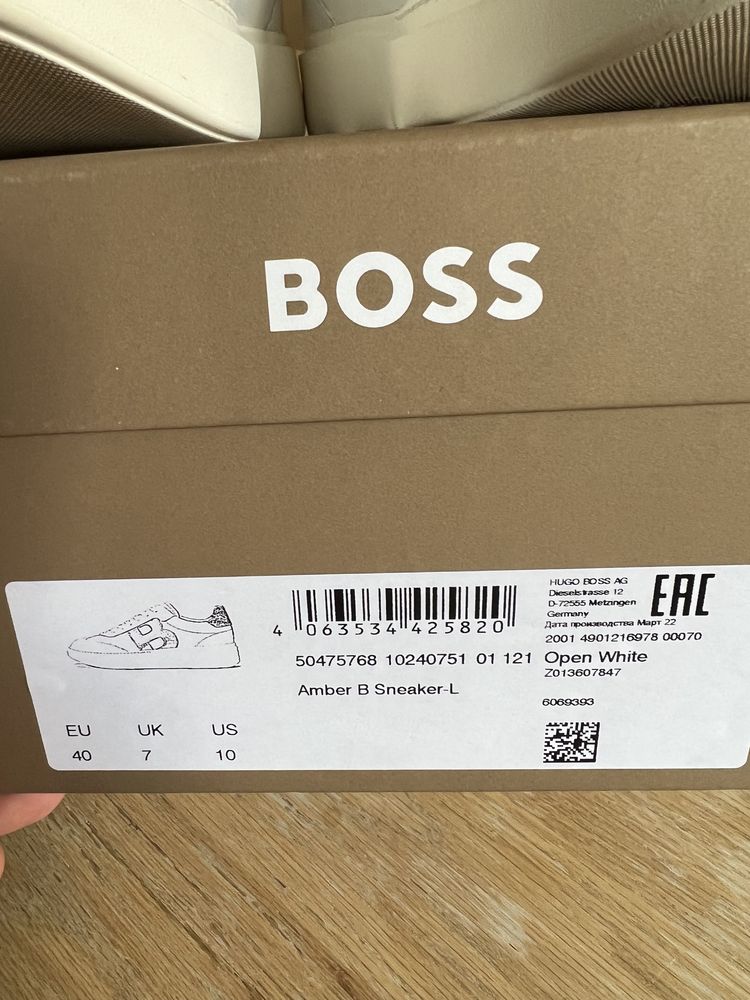 BOSS
HUGO BOSS AG
Dieselstrasse 12
D-72555 Metzingen
Germany
EAC
Дата производства Март 22
2001 4901216978 00070
4 063534 425820
50475768 10240751 01 121
Open White
Z013607847
Amber B Sneaker-L
6069393
EU UK US
40 7 10